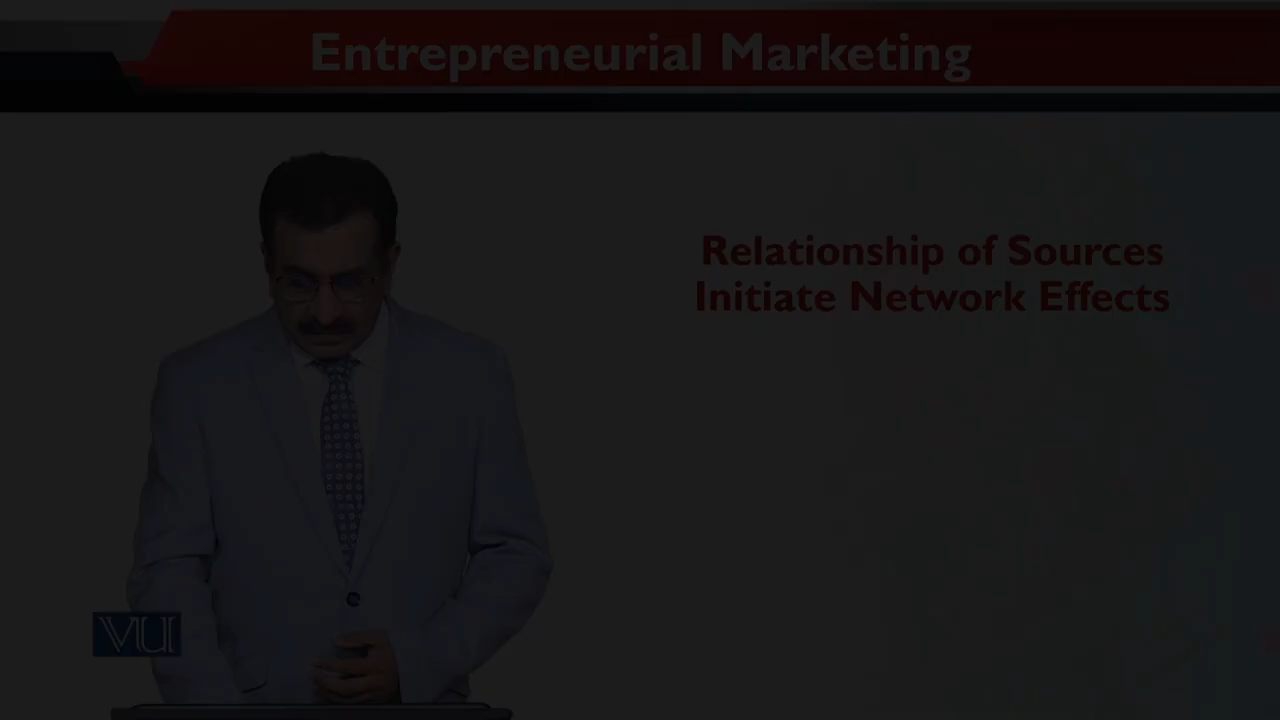 Entrepreneurial Marketing
Relationship of Sources
Initiate Network Effects
VU